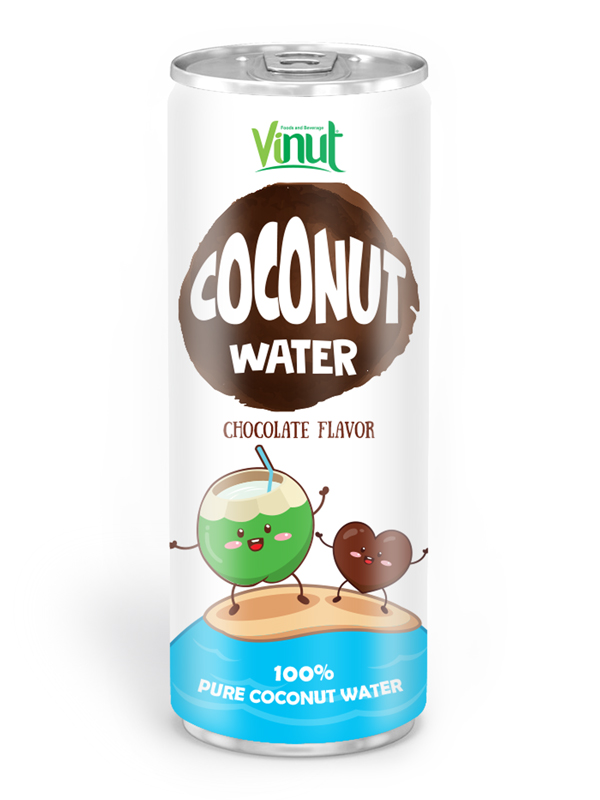 Foods and Beverage
Vinut
COCONUT
WATER
CHOCOLATE FLAVOR
100%
PURE COCONUT WATER